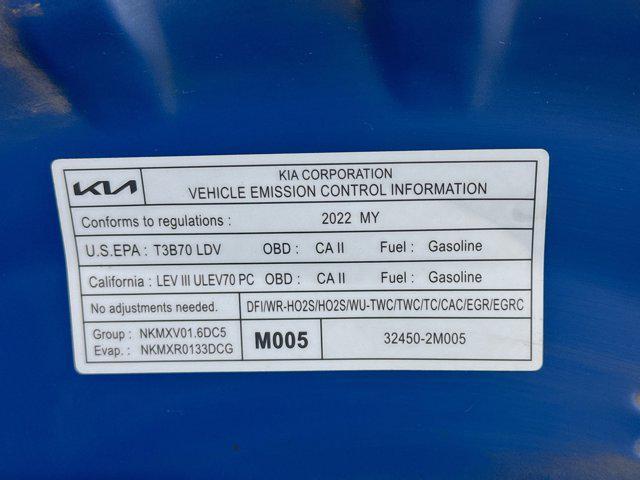 KIA KIA CORPORATION
VEHICLE EMISSION CONTROL INFORMATION
Conforms to regulations : 2022 MY
U.S.EPA : T3B70 LDV OBD : CA II Fuel : Gasoline
California : LEV III ULEV70 PC OBD : CA II Fuel : Gasoline
No adjustments needed. DFI/WR-HO2S/HO2S/WU-TWC/TWC/TC/CAC/EGR/EGRC
Group : NKMXV01.6DC5 M005 32450-2M005
Evap. : NKMXR0133DCG